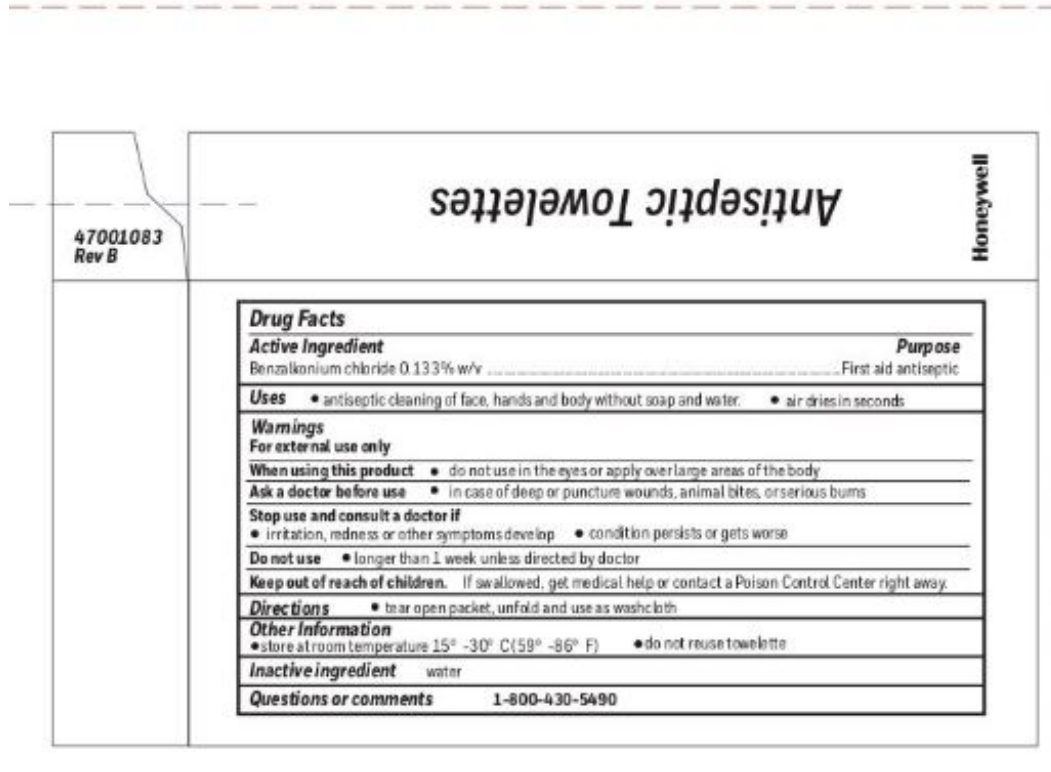 Antiseptic Towelettes
Honeywell
47001083
Rev B
Drug Facts
Active Ingredient Purpose
Benzalkonium chloride 0.133% w/v ........ First aid antiseptic
Uses • antiseptic cleaning of face, hands and body without soap and water. • air dries in seconds
Warnings
For external use only
When using this product • do not use in the eyes or apply over large areas of the body
Ask a doctor before use • in case of deep or puncture wounds, animal bites, or serious burns
Stop use and consult a doctor if
• irritation, redness or other symptoms develop • condition persists or gets worse
Do not use • longer than 1 week unless directed by doctor
Keep out of reach of children. If swallowed, get medical help or contact a Poison Control Center right away.
Directions • tear open packet, unfold and use as washcloth
Other Information
• store at room temperature 15° -30° C (59° -86° F) • do not reuse towelette
Inactive ingredient water
Questions or comments 1-800-430-5490